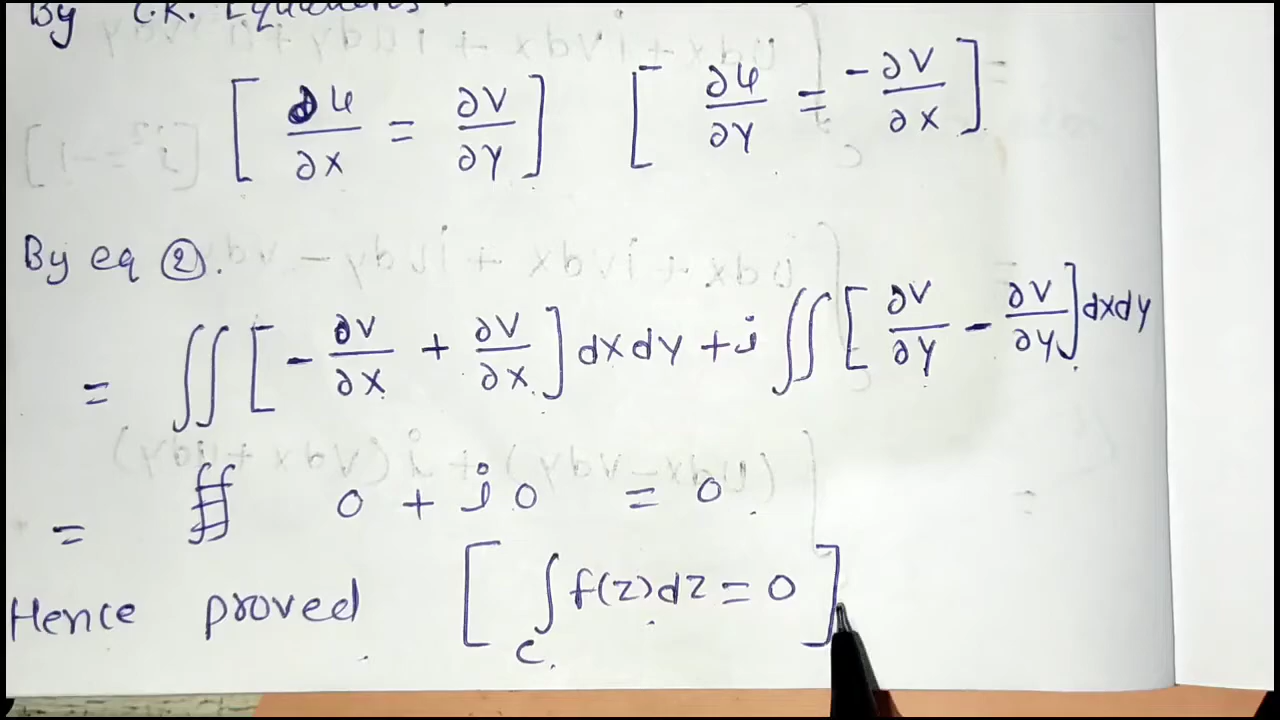 By C.R. Equations
[∂u/∂x = ∂v/∂y] [∂u/∂y = -∂v/∂x]
By eq ②.
= ∬ [-∂v/∂x + ∂v/∂x] dxdy + i ∬ [∂v/∂y - ∂v/∂y] dxdy
= 0 + i 0 = 0
Hence proved [∫_C f(z)dz = 0]